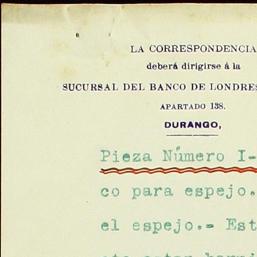 LA CORRESPONDENCIA
deberá dirigirse á la
SUCURSAL DEL BANCO DE LONDRES
APARTADO 138.
DURANGO,
Pieza Número I-
co para espejo.
el espejo.- Est